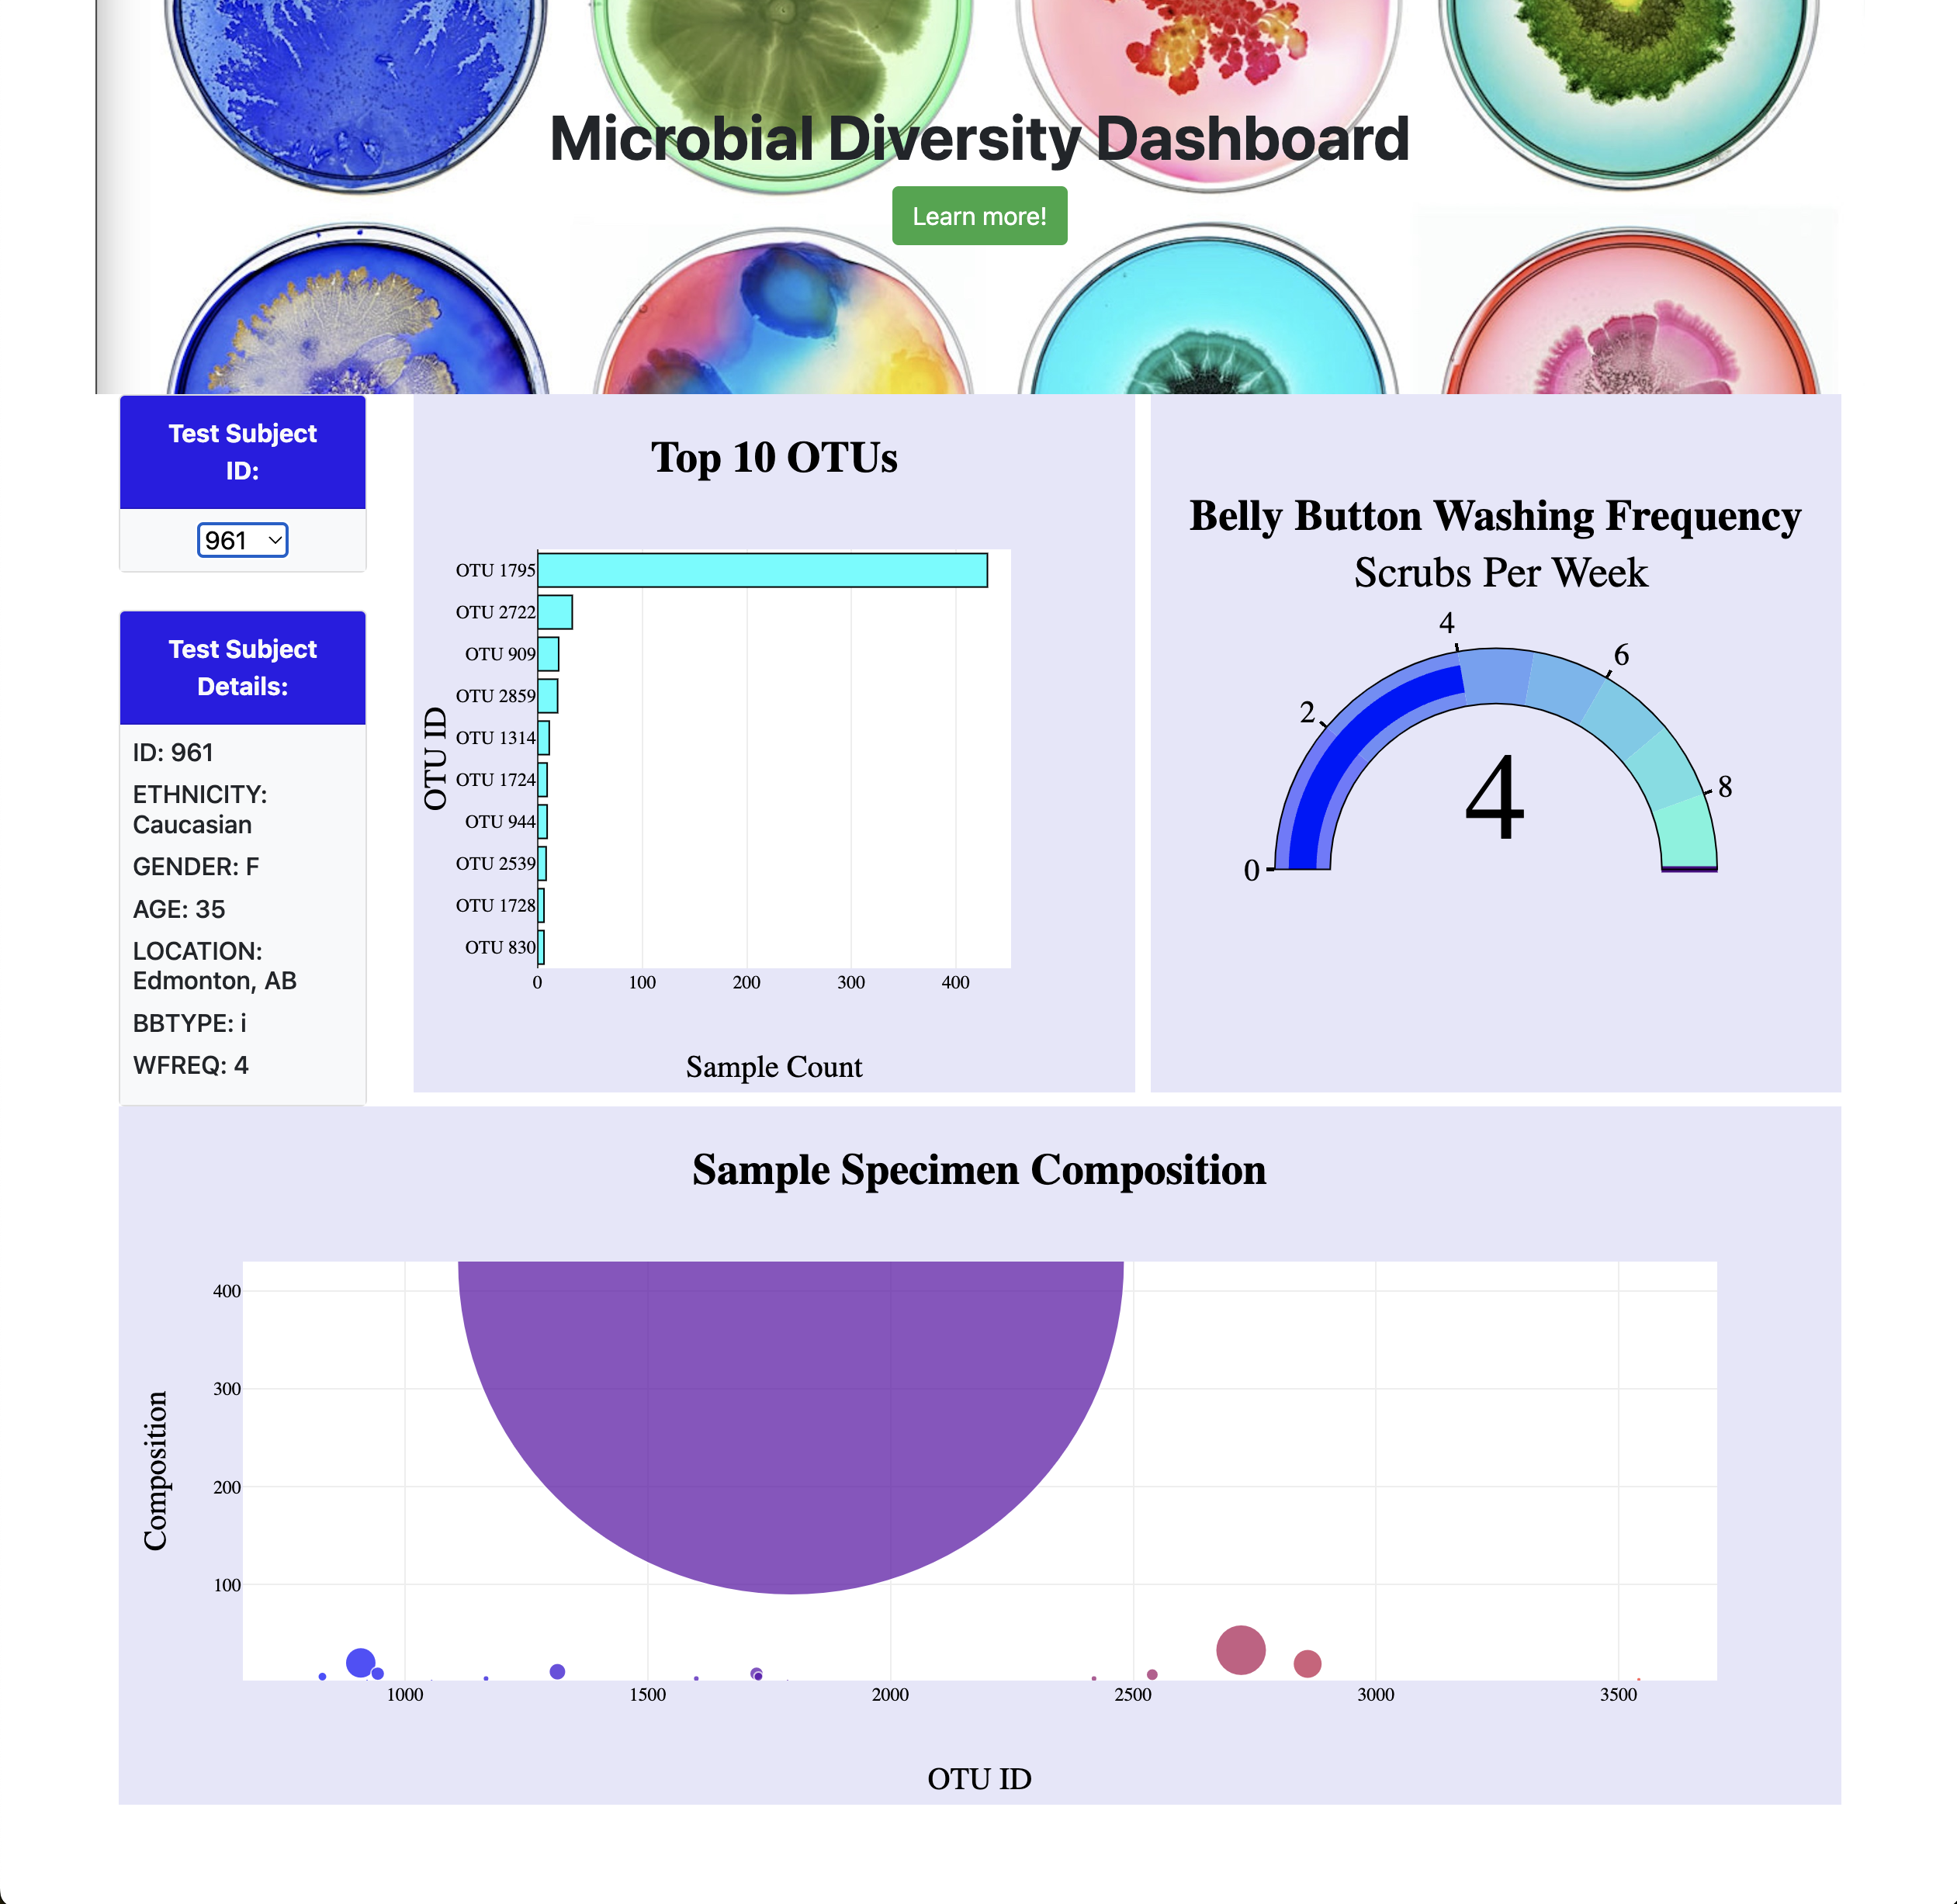 Microbial Diversity Dashboard
Learn more!
Test Subject
ID:
961
Test Subject
Details:
ID: 961
ETHNICITY:
Caucasian
GENDER: F
AGE: 35
LOCATION:
Edmonton, AB
BBTYPE: i
WFREQ: 4
Top 10 OTUs
OTU ID
OTU 1795
OTU 2722
OTU 909
OTU 2859
OTU 1314
OTU 1724
OTU 944
OTU 2539
OTU 1728
OTU 830
0 100 200 300 400
Sample Count
Belly Button Washing Frequency
Scrubs Per Week
0
2
4
6
8
4
Sample Specimen Composition
Composition
400
300
200
100
1000 1500 2000 2500 3000 3500
OTU ID